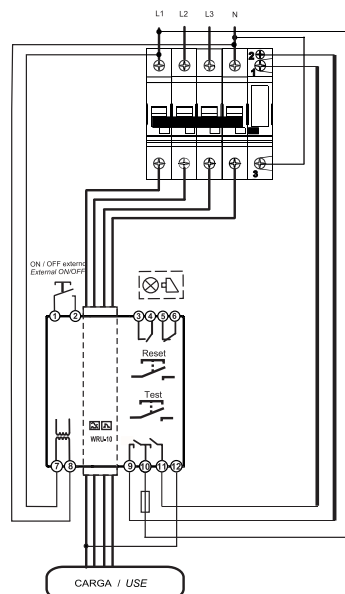 L1 L2 L3 N
2
1
3
ON / OFF externo
External ON/OFF
1 2 3 4 5 6
Reset
Test
WRU-10
7 8 9 10 11 12
CARGA / USE